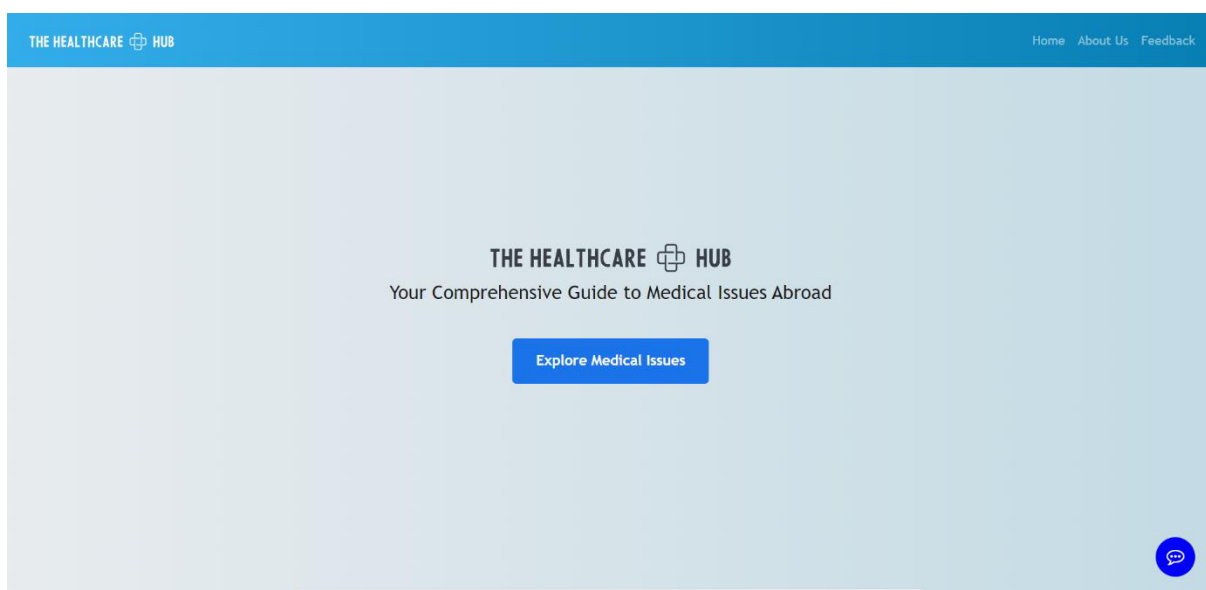 THE HEALTHCARE HUB
Home About Us Feedback
THE HEALTHCARE HUB
Your Comprehensive Guide to Medical Issues Abroad
Explore Medical Issues